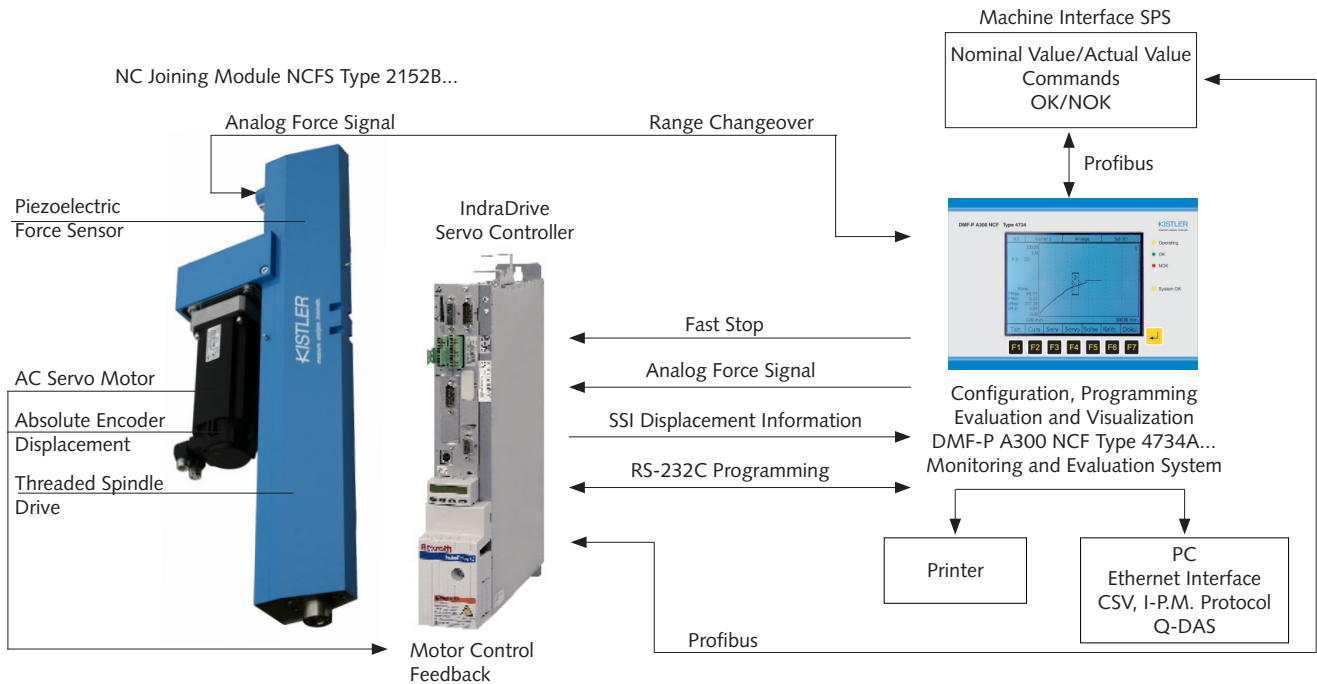 Machine Interface SPS
Nominal Value/Actual Value
Commands
OK/NOK
NC Joining Module NCFS Type 2152B...
Analog Force Signal
Range Changeover
Profibus
Piezoelectric
Force Sensor
IndraDrive
Servo Controller
DMF-P A300 NCF Type 4734
KISTLER
Operating
OK
NOK
System OK
F1 F2 F3 F4 F5 F6 F7
KISTLER
measure. analyze. innovate.
Fast Stop
Analog Force Signal
SSI Displacement Information
RS-232C Programming
AC Servo Motor
Absolute Encoder
Displacement
Threaded Spindle
Drive
Configuration, Programming
Evaluation and Visualization
DMF-P A300 NCF Type 4734A...
Monitoring and Evaluation System
Rexroth
Printer
PC
Ethernet Interface
CSV, I-P.M. Protocol
Q-DAS
Profibus
Motor Control
Feedback